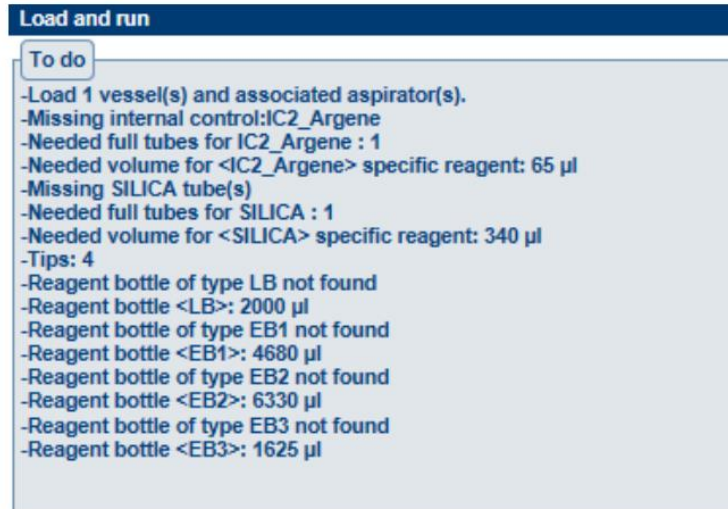 Load and run
To do
-Load 1 vessel(s) and associated aspirator(s).
-Missing internal control:IC2_Argene
-Needed full tubes for IC2_Argene : 1
-Needed volume for <IC2_Argene> specific reagent: 65 µl
-Missing SILICA tube(s)
-Needed full tubes for SILICA : 1
-Needed volume for <SILICA> specific reagent: 340 µl
-Tips: 4
-Reagent bottle of type LB not found
-Reagent bottle <LB>: 2000 µl
-Reagent bottle of type EB1 not found
-Reagent bottle <EB1>: 4680 µl
-Reagent bottle of type EB2 not found
-Reagent bottle <EB2>: 6330 µl
-Reagent bottle of type EB3 not found
-Reagent bottle <EB3>: 1625 µl